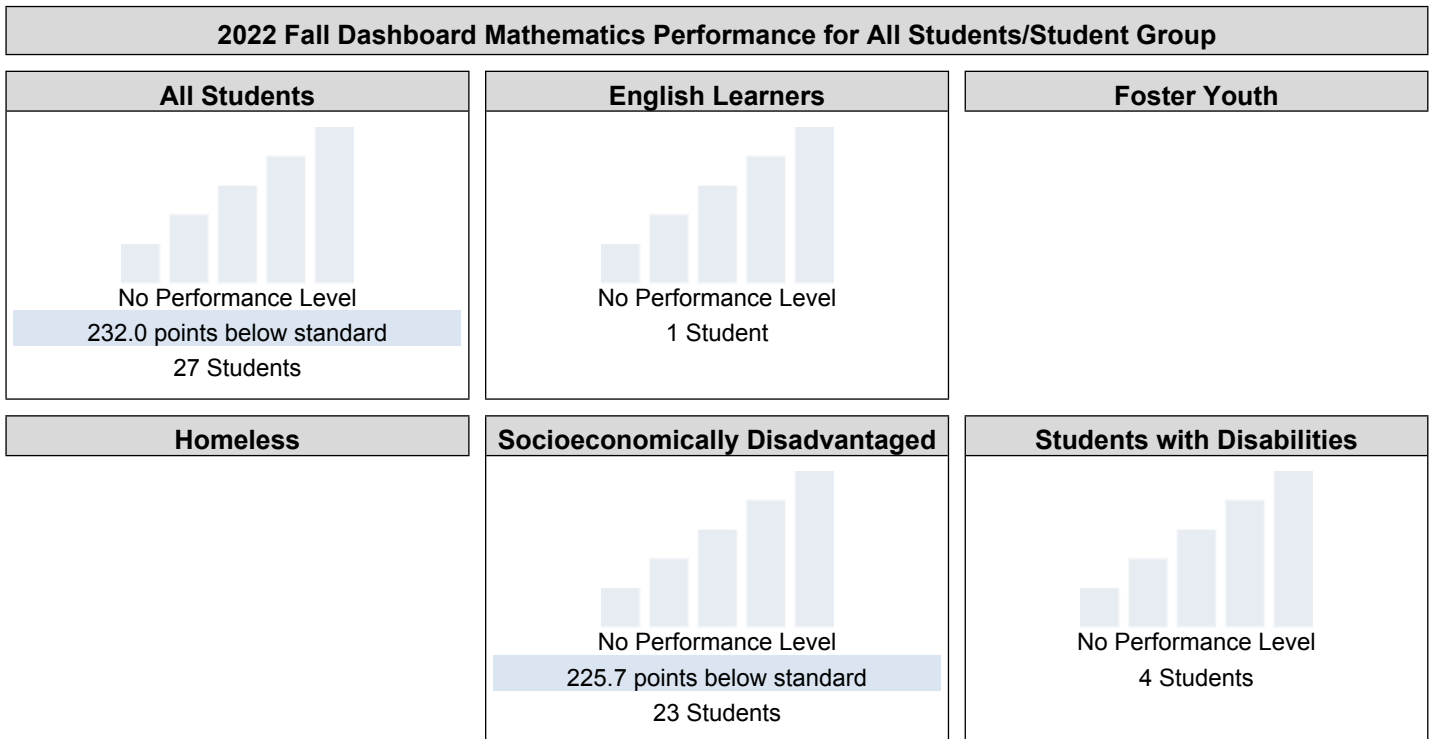 2022 Fall Dashboard Mathematics Performance for All Students/Student Group
All Students
No Performance Level
232.0 points below standard
27 Students
English Learners
No Performance Level
1 Student
Foster Youth
Homeless
Socioeconomically Disadvantaged
No Performance Level
225.7 points below standard
23 Students
Students with Disabilities
No Performance Level
4 Students